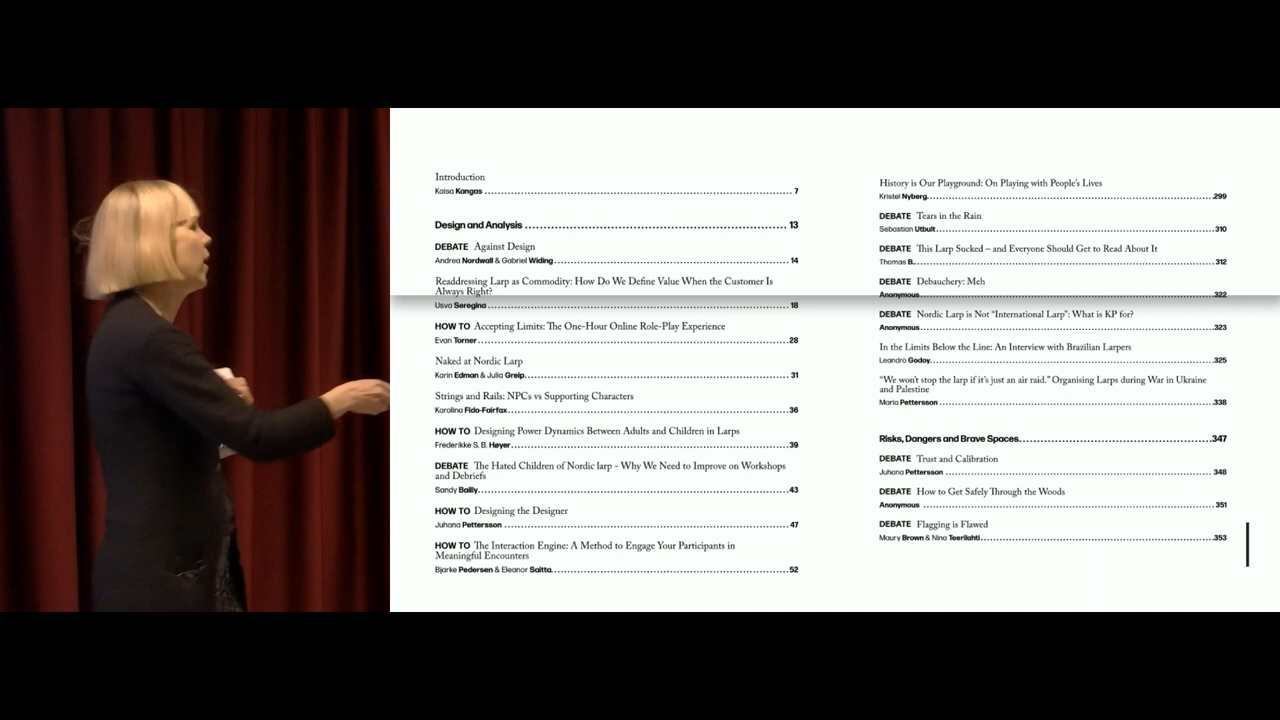 Introduction
Kaisa Kangas ........ 7
Design and Analysis ........ 13
DEBATE Against Design
Andrea Nordwall & Gabriel Widing ........ 14
Readdressing Larp as Commodity: How Do We Define Value When the Customer Is
Always Right?
Usva Seregina ........ 18
HOW TO Accepting Limits: The One-Hour Online Role-Play Experience
Evan Torner ........ 28
Naked at Nordic Larp
Karin Edman & Julia Greip ........ 31
Strings and Rails: NPCs vs Supporting Characters
Karolina Fido-Fairfax ........ 36
HOW TO Designing Power Dynamics Between Adults and Children in Larps
Frederikke S. B. Høyer ........ 39
DEBATE The Hated Children of Nordic larp - Why We Need to Improve on Workshops
and Debriefs
Sandy Bailly ........ 43
HOW TO Designing the Designer
Juhana Pettersson ........ 47
HOW TO The Interaction Engine: A Method to Engage Your Participants in
Meaningful Encounters
Bjarke Pedersen & Eleanor Saitta ........ 52
History is Our Playground: On Playing with People's Lives
Kristel Nyberg ........ 299
DEBATE Tears in the Rain
Sebastian Utbult ........ 310
DEBATE This Larp Sucked – and Everyone Should Get to Read About It
Thomas B. ........ 312
DEBATE Debauchery: Meh
Anonymous ........ 322
DEBATE Nordic Larp is Not "International Larp": What is KP for?
Anonymous ........ 323
In the Limits Below the Line: An Interview with Brazilian Larpers
Leandro Godoy ........ 325
"We won't stop the larp if it's just an air raid." Organising Larps during War in Ukraine
and Palestine
Maria Pettersson ........ 338
Risks, Dangers and Brave Spaces ........ 347
DEBATE Trust and Calibration
Juhana Pettersson ........ 348
DEBATE How to Get Safely Through the Woods
Anonymous ........ 351
DEBATE Flagging is Flawed
Maury Brown & Nina Teerilahti ........ 353